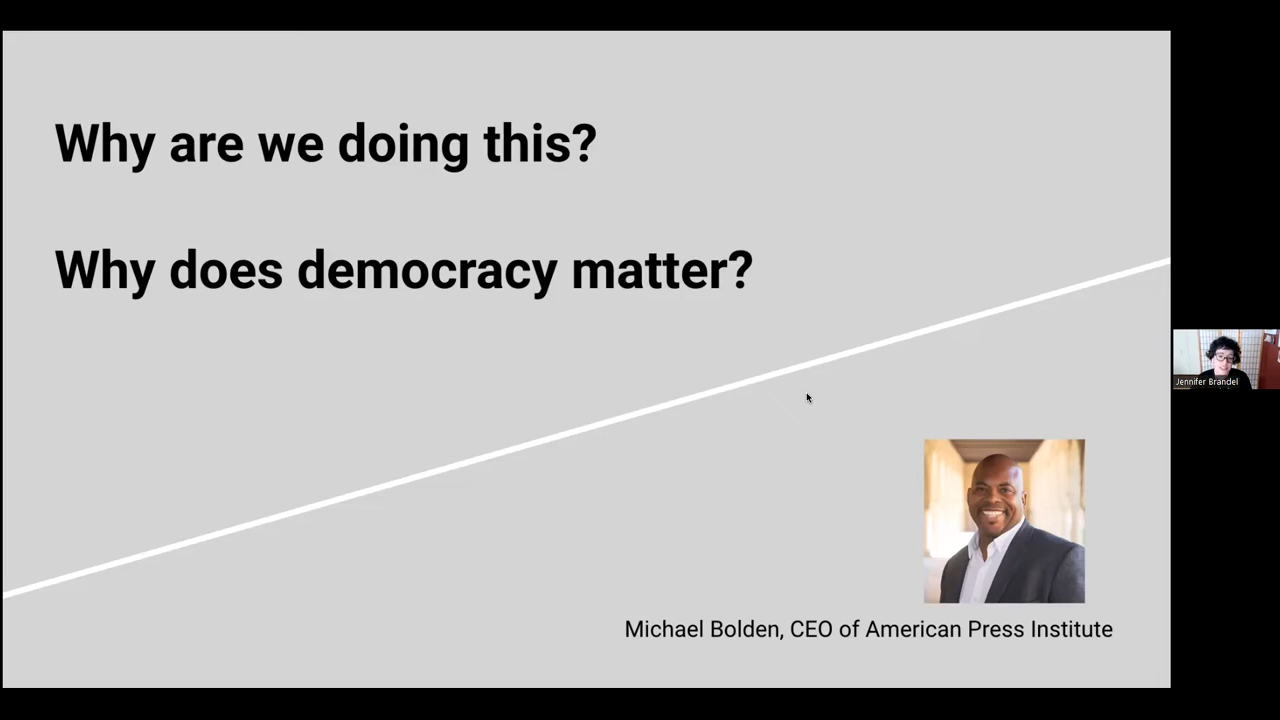 Why are we doing this?
Why does democracy matter?
Jennifer Brandel
Michael Bolden, CEO of American Press Institute